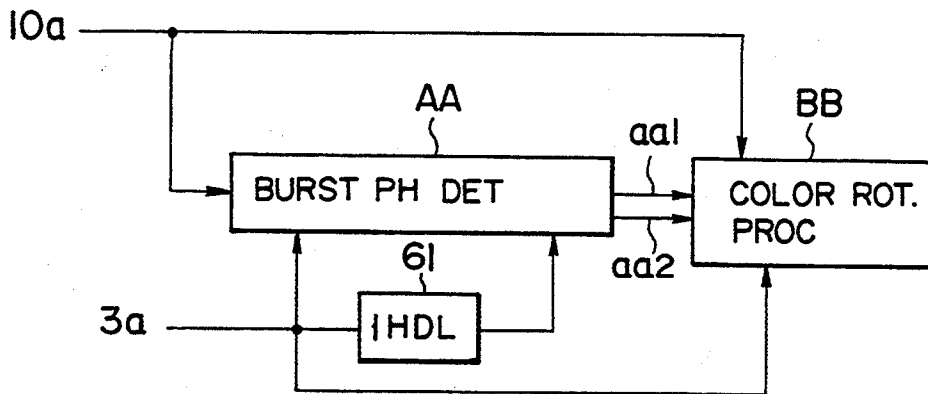 10a
AA
BB
aa1
BURST PH DET
COLOR ROT.
PROC
aa2
61
3a
1HDL